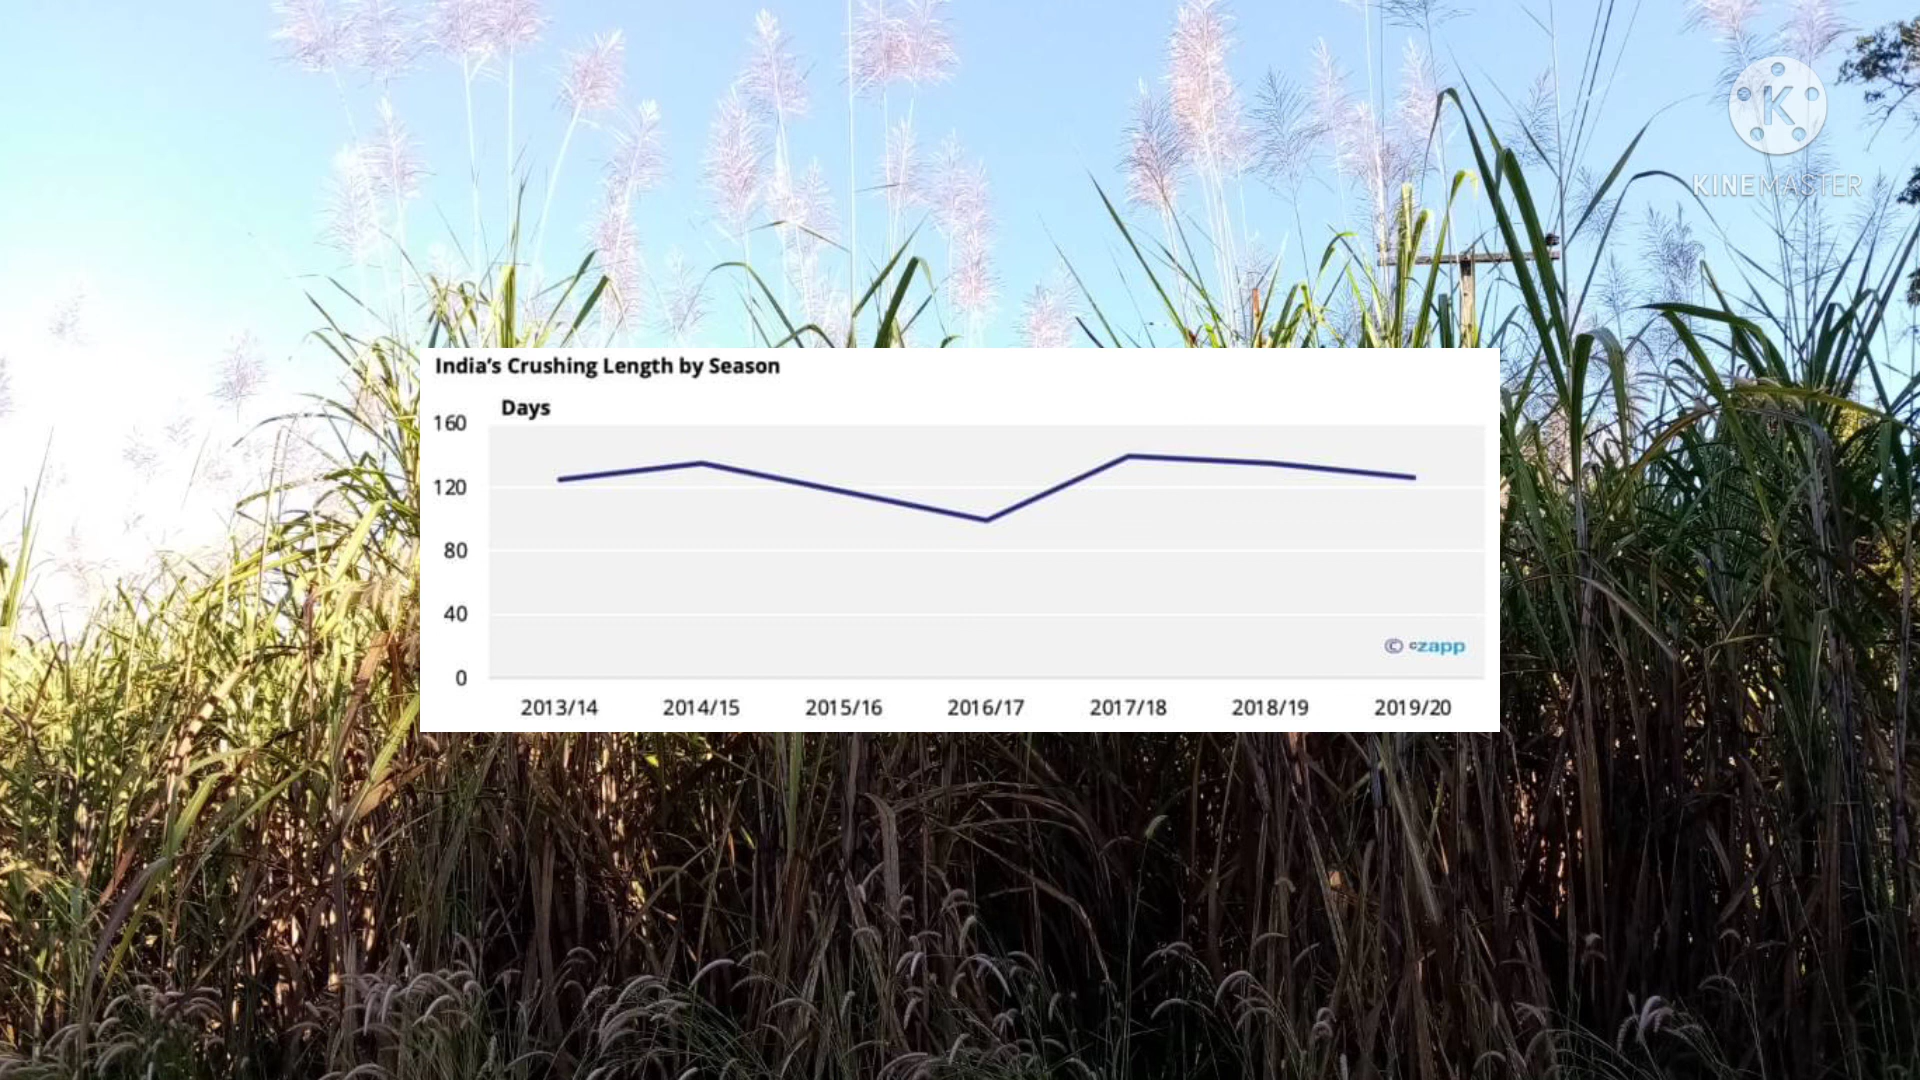 K
KINEMASTER
India's Crushing Length by Season
Days
160
120
80
40
0
© czapp
2013/14 2014/15 2015/16 2016/17 2017/18 2018/19 2019/20